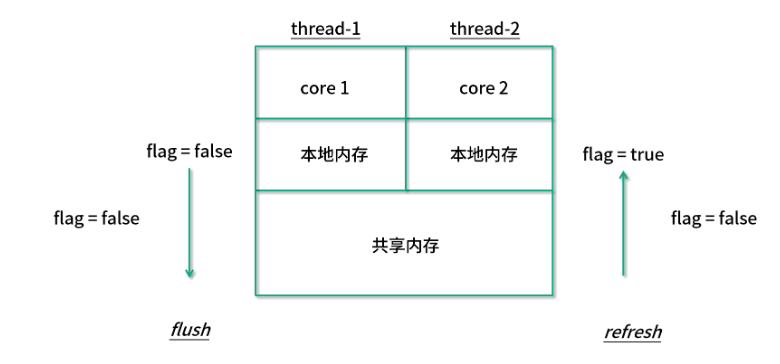 thread-1
thread-2
core 1
core 2
flag = false
本地内存
本地内存
flag = true
flag = false
共享内存
flag = false
flush
refresh